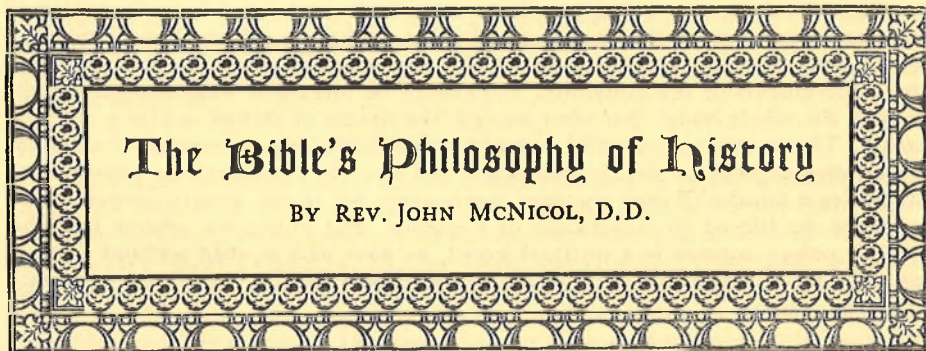 The Bible's Philosophy of History
BY REV. JOHN MCNICOL, D.D.